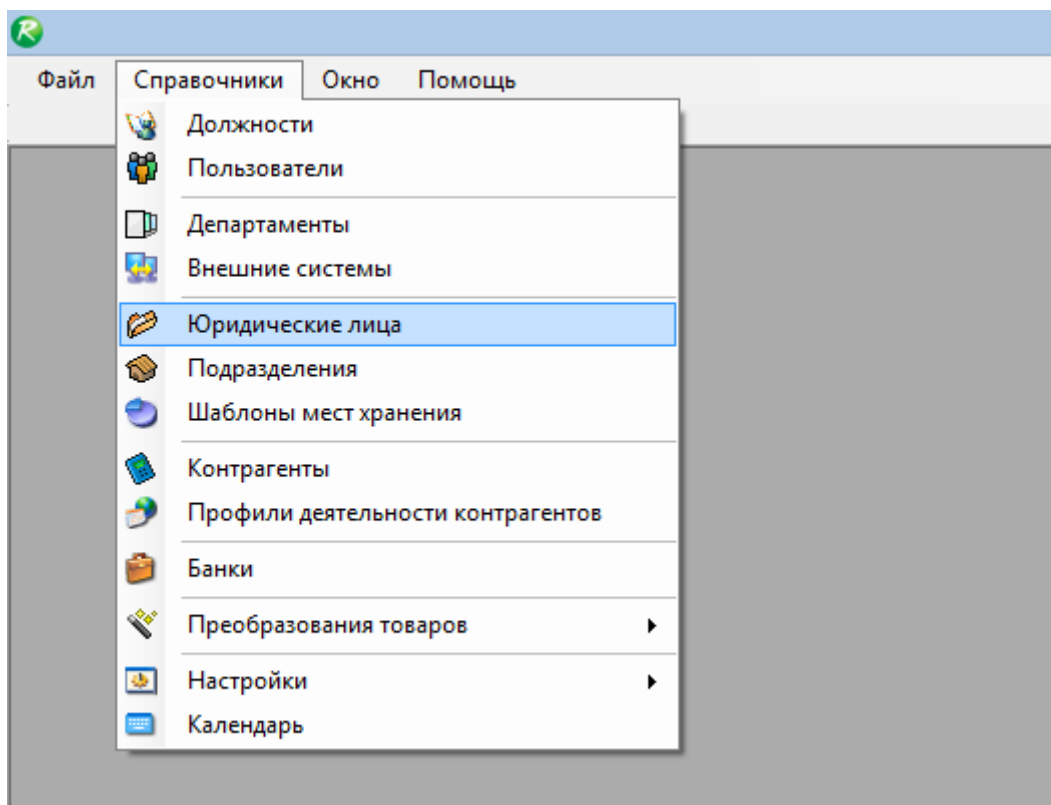 Файл Справочники Окно Помощь
Должности
Пользователи
Департаменты
Внешние системы
Юридические лица
Подразделения
Шаблоны мест хранения
Контрагенты
Профили деятельности контрагентов
Банки
Преобразования товаров
Настройки
Календарь